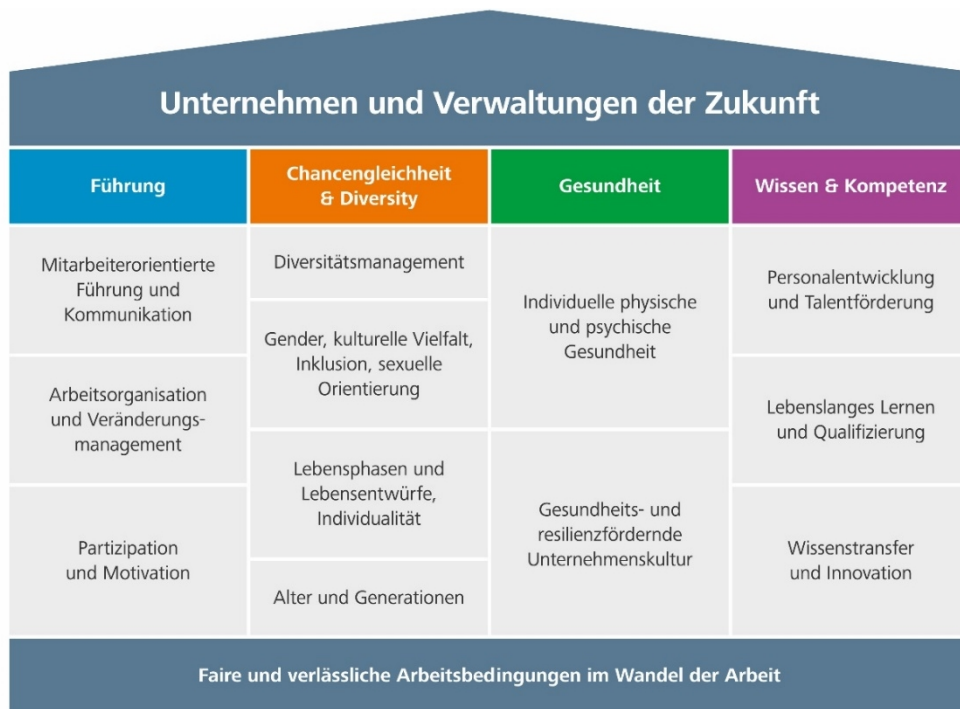 Unternehmen und Verwaltungen der Zukunft
Führung
Chancengleichheit
& Diversity
Gesundheit
Wissen & Kompetenz
Mitarbeiterorientierte
Führung und
Kommunikation
Arbeitsorganisation
und Veränderungs-
management
Partizipation
und Motivation
Diversitätsmanagement
Gender, kulturelle Vielfalt,
Inklusion, sexuelle
Orientierung
Lebensphasen und
Lebensentwürfe,
Individualität
Alter und Generationen
Individuelle physische
und psychische
Gesundheit
Gesundheits- und
resilienzfördernde
Unternehmenskultur
Personalentwicklung
und Talentförderung
Lebenslanges Lernen
und Qualifizierung
Wissenstransfer
und Innovation
Faire und verlässliche Arbeitsbedingungen im Wandel der Arbeit